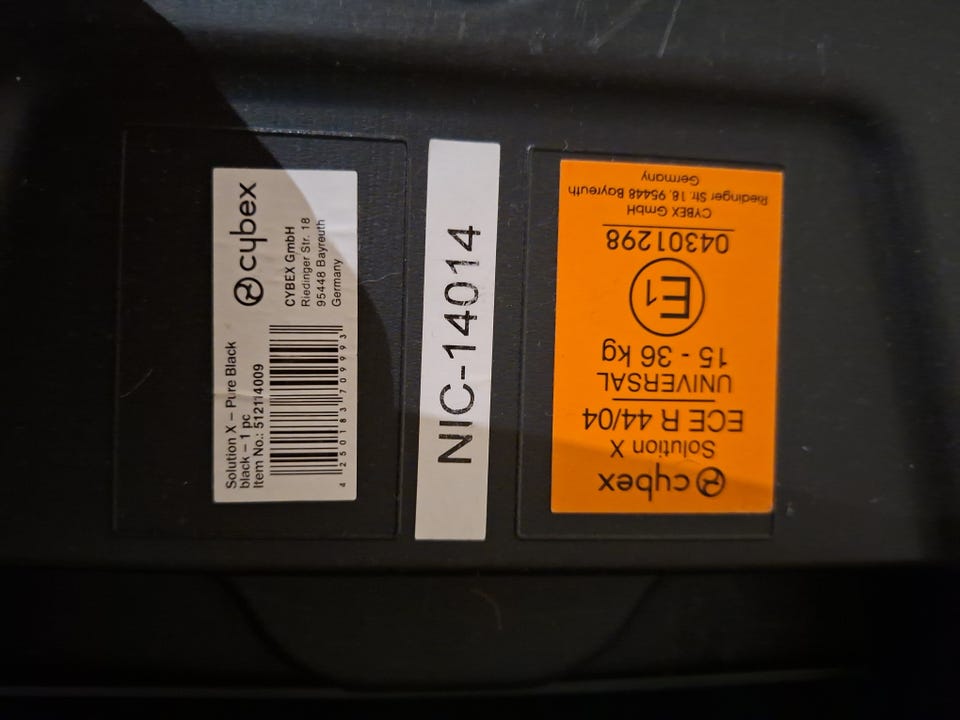 cybex
CYBEX GmbH
Riedinger Str. 18
95448 Bayreuth
Germany
Solution X – Pure Black
black – 1 pc
Item No.: 512114009
4 250183 709993
NIC-14014
cybex
Solution X
ECE R 44/04
UNIVERSAL
15 - 36 kg
E1
04301298
CYBEX GmbH
Riedinger Str. 18, 95448 Bayreuth
Germany